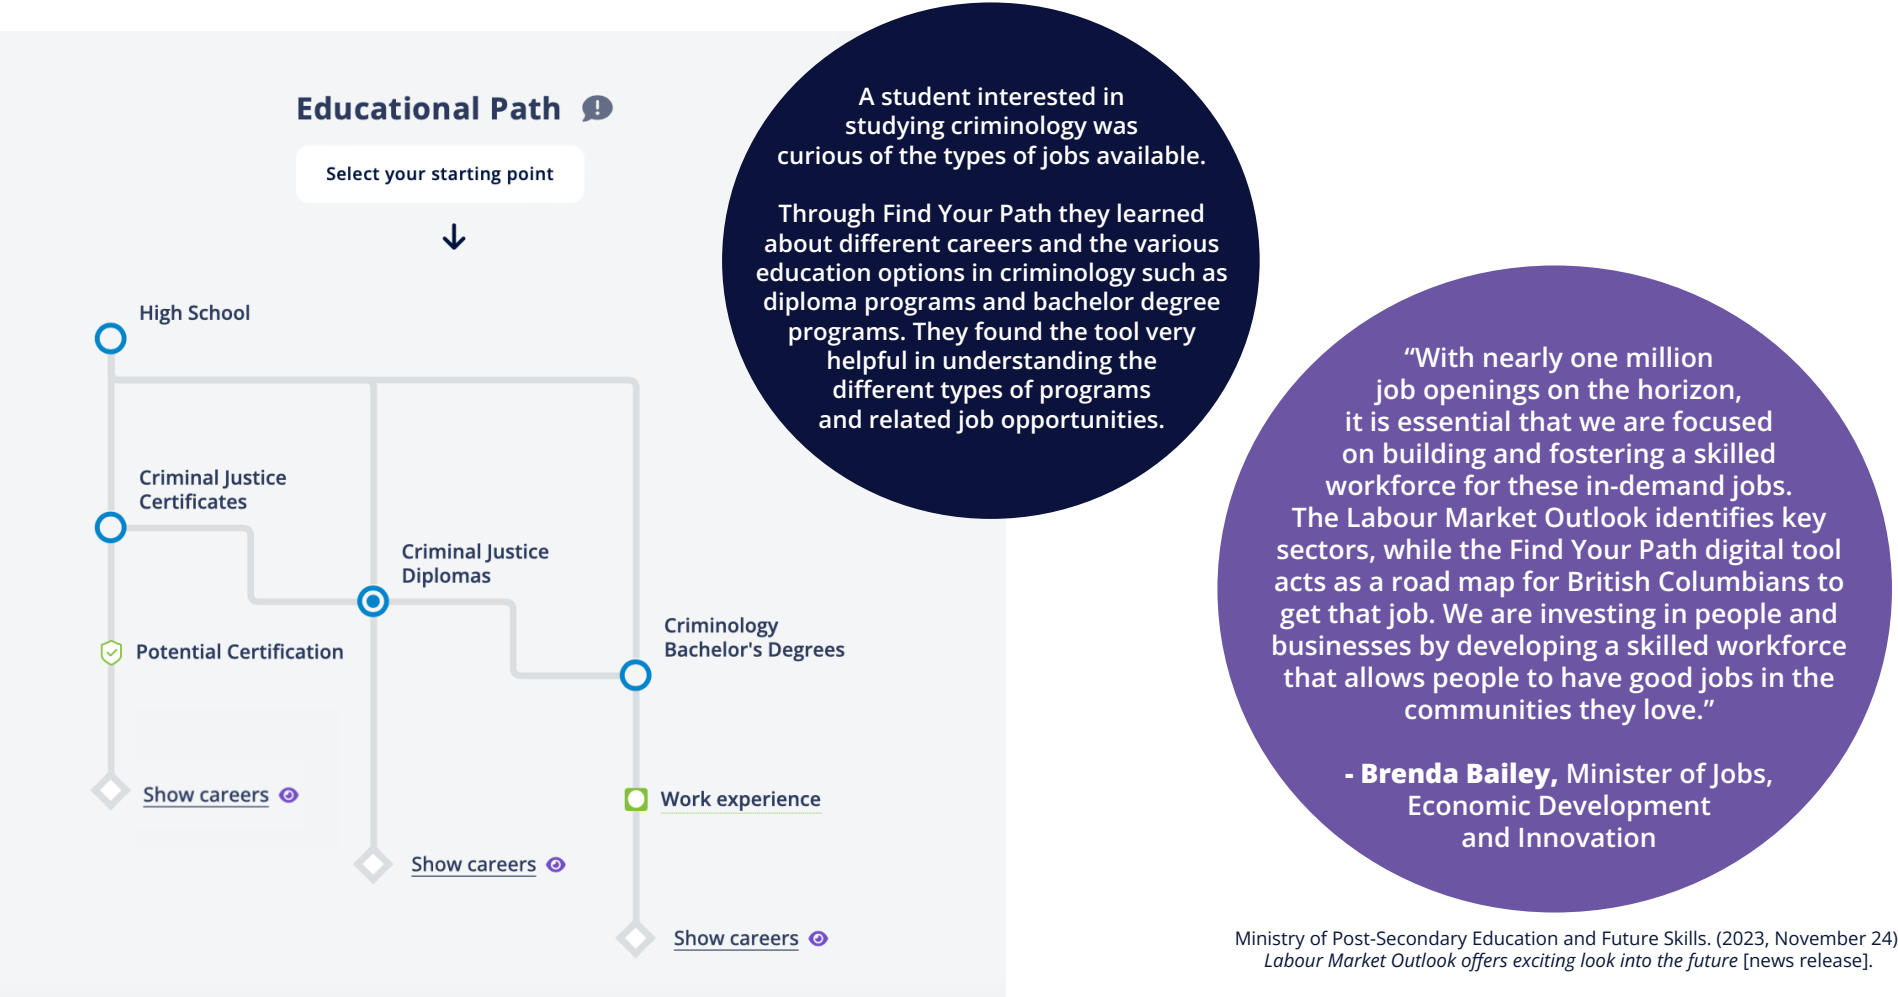 Educational Path
Select your starting point
High School
Criminal Justice
Certificates
Criminal Justice
Diplomas
Criminology
Bachelor's Degrees
Potential Certification
Show careers
Work experience
Show careers
Show careers
A student interested in
studying criminology was
curious of the types of jobs available.
Through Find Your Path they learned
about different careers and the various
education options in criminology such as
diploma programs and bachelor degree
programs. They found the tool very
helpful in understanding the
different types of programs
and related job opportunities.
“With nearly one million
job openings on the horizon,
it is essential that we are focused
on building and fostering a skilled
workforce for these in-demand jobs.
The Labour Market Outlook identifies key
sectors, while the Find Your Path digital tool
acts as a road map for British Columbians to
get that job. We are investing in people and
businesses by developing a skilled workforce
that allows people to have good jobs in the
communities they love.”
- Brenda Bailey, Minister of Jobs,
Economic Development
and Innovation
Ministry of Post-Secondary Education and Future Skills. (2023, November 24)
Labour Market Outlook offers exciting look into the future [news release].